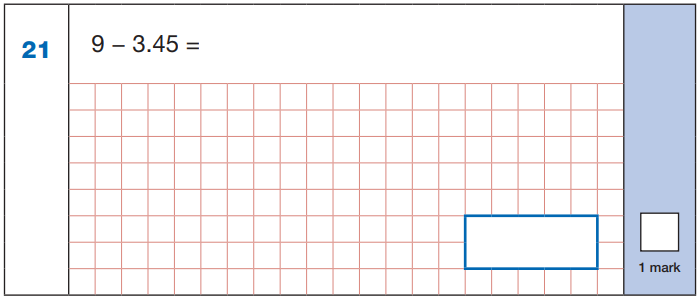 21
9 – 3.45 =
1 mark